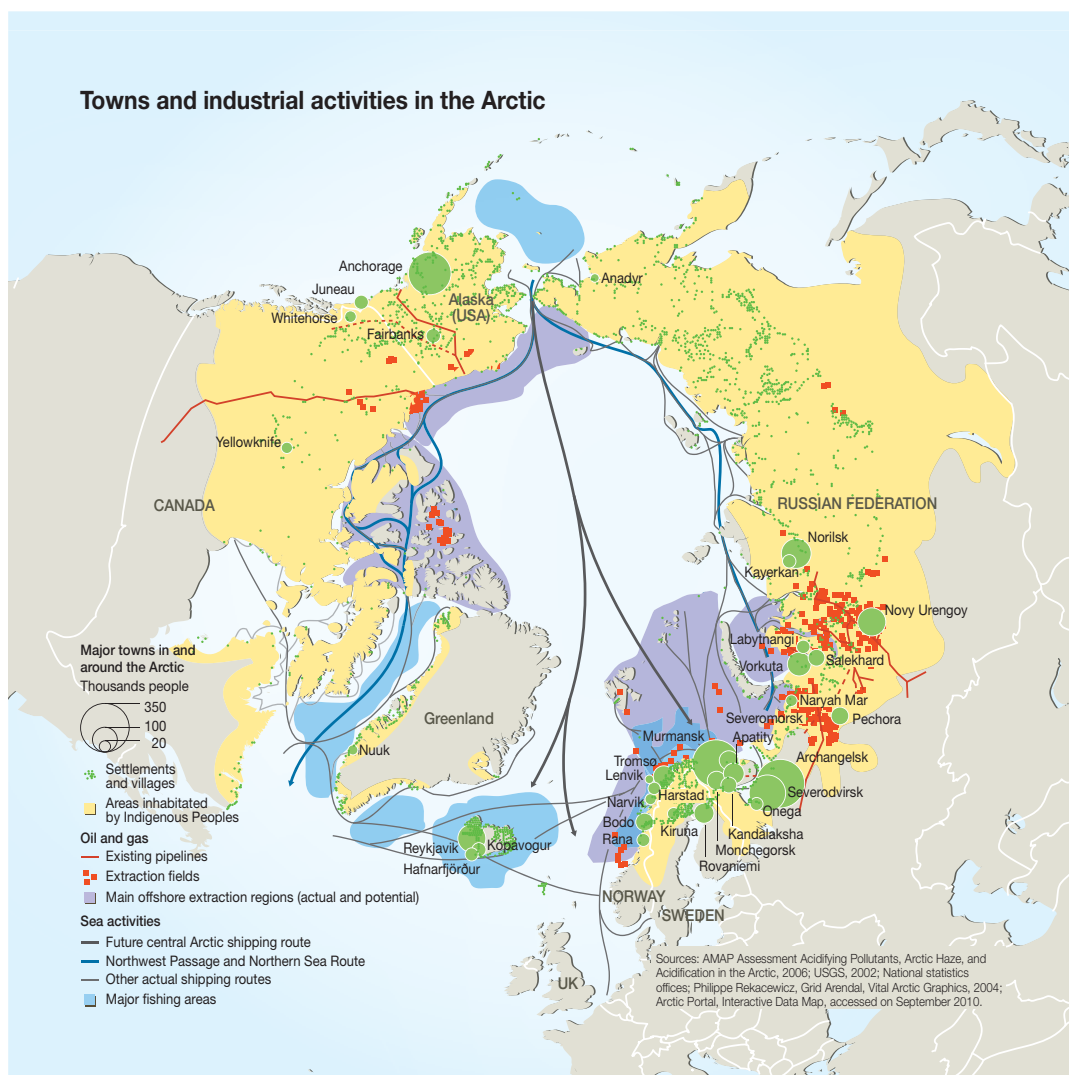 Towns and industrial activities in the Arctic
Anchorage
Juneau
Whitehorse
Alaska
(USA)
Fairbanks
Anadyr
Yellowknife
CANADA
RUSSIAN FEDERATION
Norilsk
Kayerkan
Novy Urengoy
Labytnangi
Vorkuta
Salekhard
Naryah Mar
Severomorsk
Pechora
Murmansk
Apatity
Archangelsk
Tromsø
Lenvik
Severodvirsk
Harstad
Narvik
Onega
Bodo
Kiruna
Kandalaksha
Rana
Monchegorsk
Rovaniemi
Greenland
Nuuk
Reykjavik
Kopavogur
Hafnarfjörður
NORWAY
SWEDEN
UK
Major towns in and
around the Arctic
Thousands people
350
100
20
Settlements
and villages
Areas inhabitated
by Indigenous Peoples
Oil and gas
Existing pipelines
Extraction fields
Main offshore extraction regions (actual and potential)
Sea activities
Future central Arctic shipping route
Northwest Passage and Northern Sea Route
Other actual shipping routes
Major fishing areas
Sources: AMAP Assessment Acidifying Pollutants, Arctic Haze, and
Acidification in the Arctic, 2006; USGS, 2002; National statistics
offices; Philippe Rekacewicz, Grid Arendal, Vital Arctic Graphics, 2004;
Arctic Portal, Interactive Data Map, accessed on September 2010.